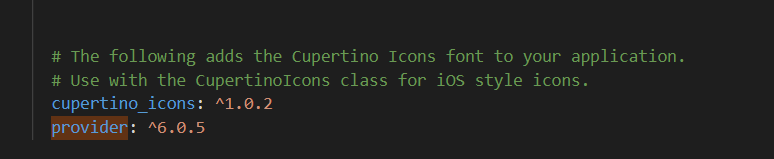 # The following adds the Cupertino Icons font to your application.
# Use with the CupertinoIcons class for iOS style icons.
cupertino_icons: ^1.0.2
provider: ^6.0.5